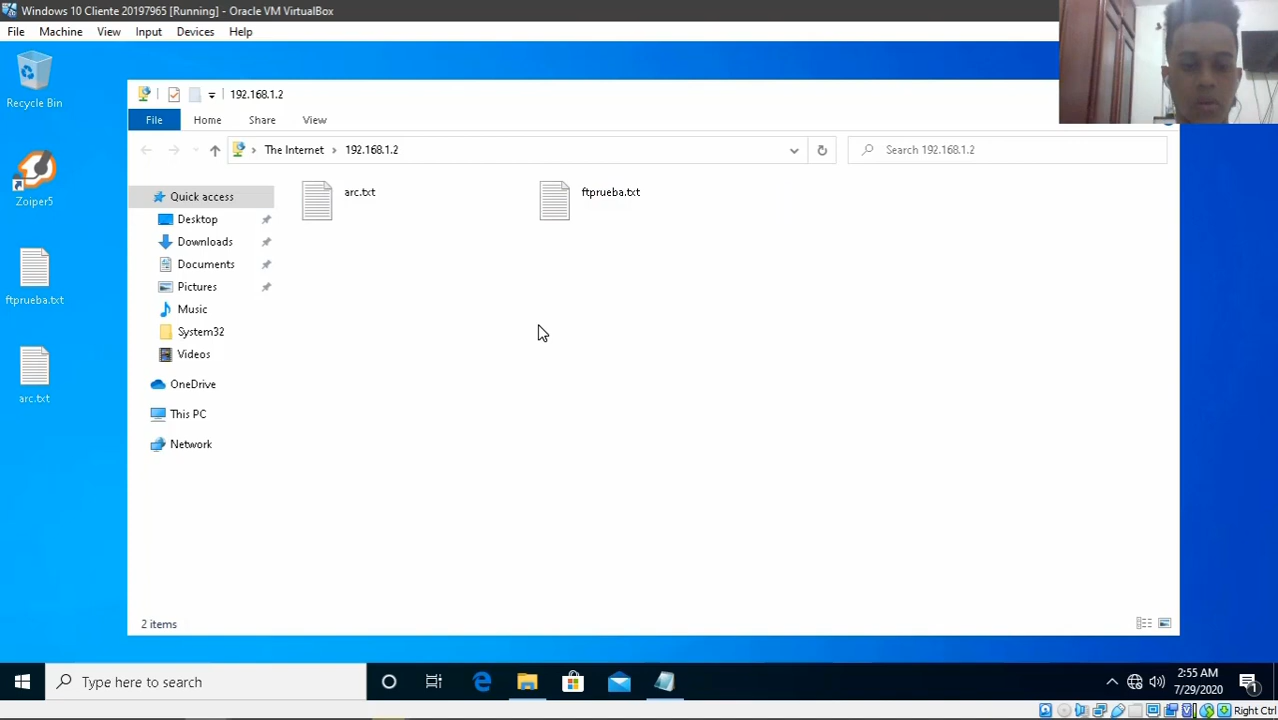 Windows 10 Cliente 20197965 [Running] - Oracle VM VirtualBox
File Machine View Input Devices Help
Recycle Bin
Zoiper5
ftprueba.txt
arc.txt
192.168.1.2
File Home Share View
The Internet > 192.168.1.2
Search 192.168.1.2
Quick access
Desktop
Downloads
Documents
Pictures
Music
System32
Videos
OneDrive
This PC
Network
arc.txt
ftprueba.txt
2 items
Type here to search
2:55 AM
7/29/2020
1
Right Ctrl